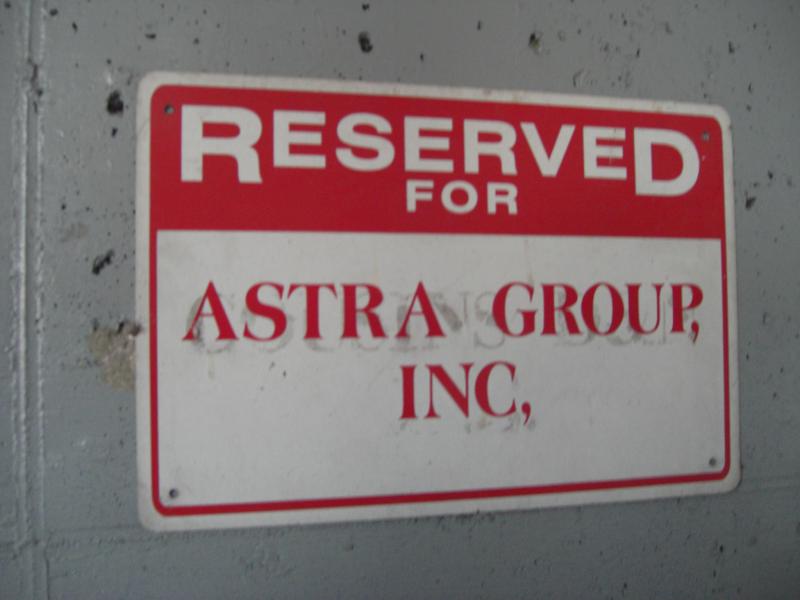 RESERVED
FOR
ASTRA GROUP,
INC,